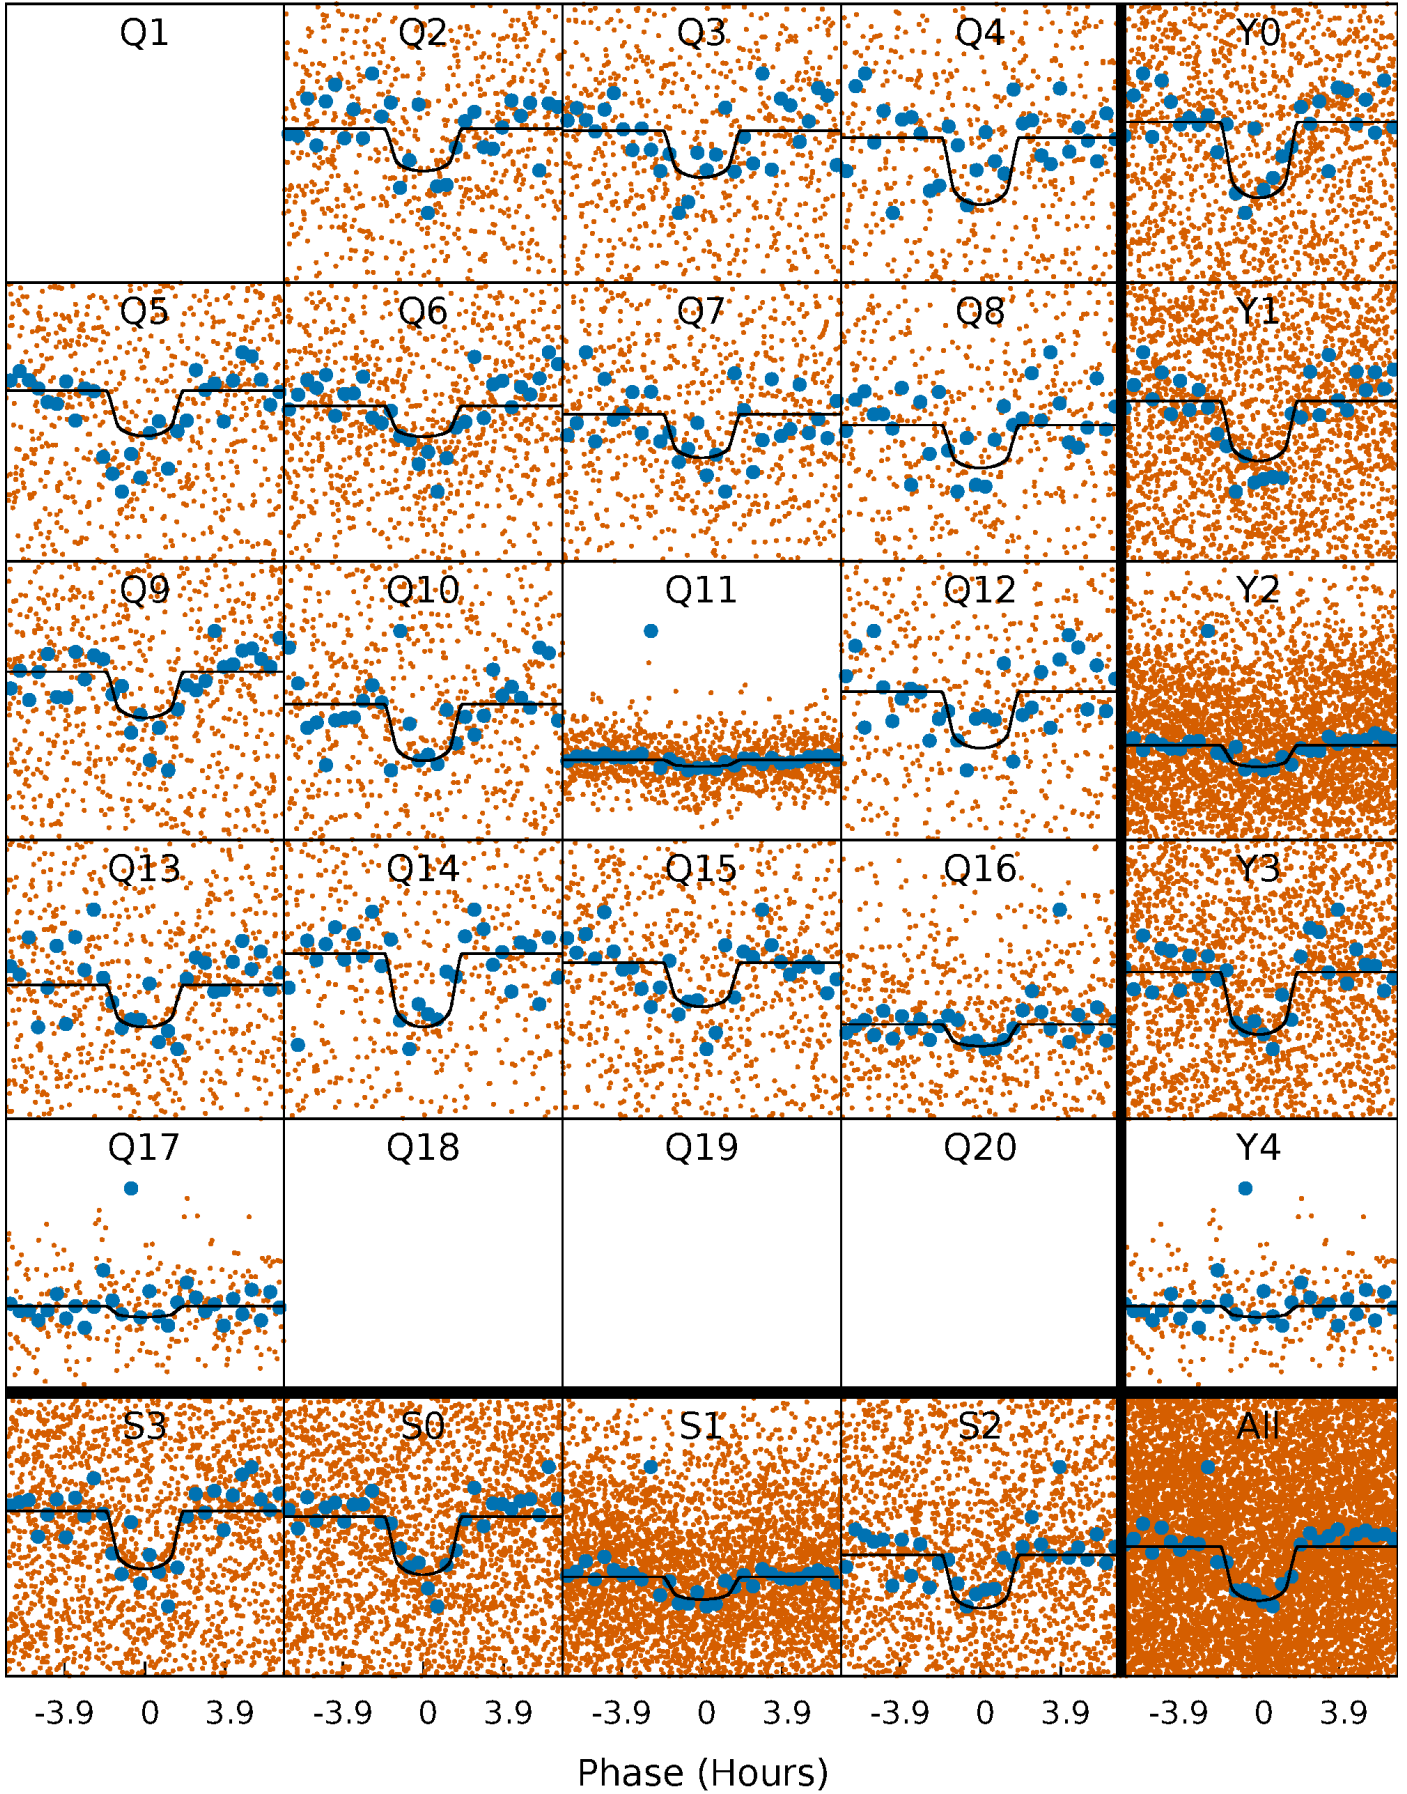 Q1 Q2 Q3 Q4 Y0
Q5 Q6 Q7 Q8 Y1
Q9 Q10 Q11 Q12 Y2
Q13 Q14 Q15 Q16 Y3
Q17 Q18 Q19 Q20 Y4
S3 S0 S1 S2 All
-3.9 0 3.9 -3.9 0 3.9 -3.9 0 3.9 -3.9 0 3.9 -3.9 0 3.9
Phase (Hours)